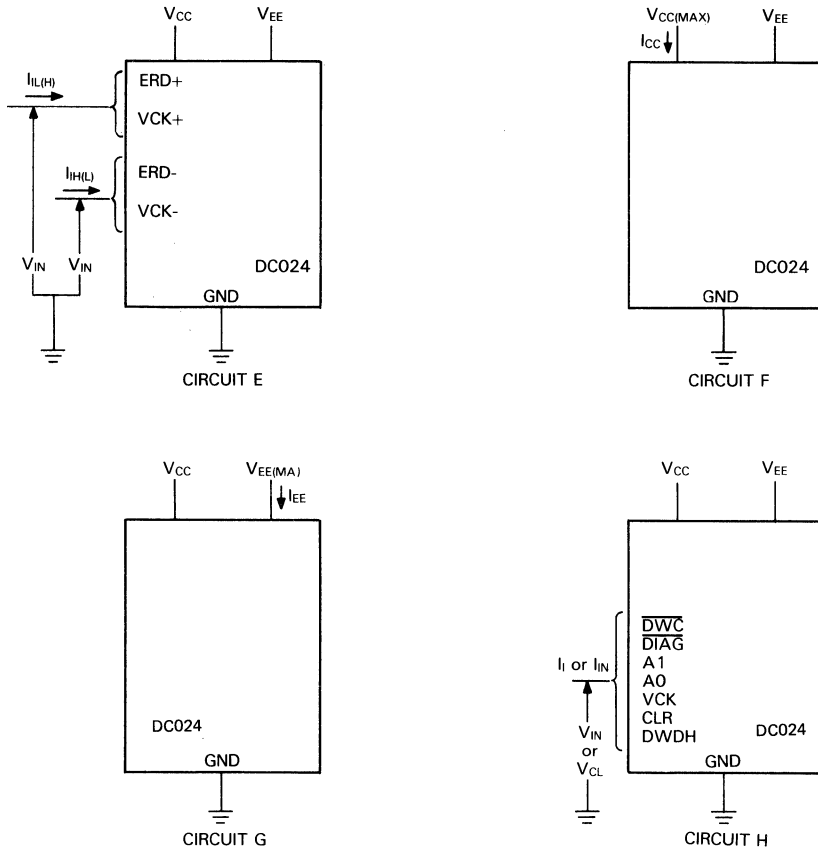 VCC VEE
IIL(H)
ERD+
VCK+
IIH(L)
ERD-
VCK-
VIN VIN
DC024
GND
CIRCUIT E
VCC(MAX) VEE
ICC
DC024
GND
CIRCUIT F
VCC VEE(MA)
IEE
DC024
GND
CIRCUIT G
VCC VEE
DWC
DIAG
II or IIN
A1
A0
VCK
CLR
DWDH
VIN
or
VCL
DC024
GND
CIRCUIT H